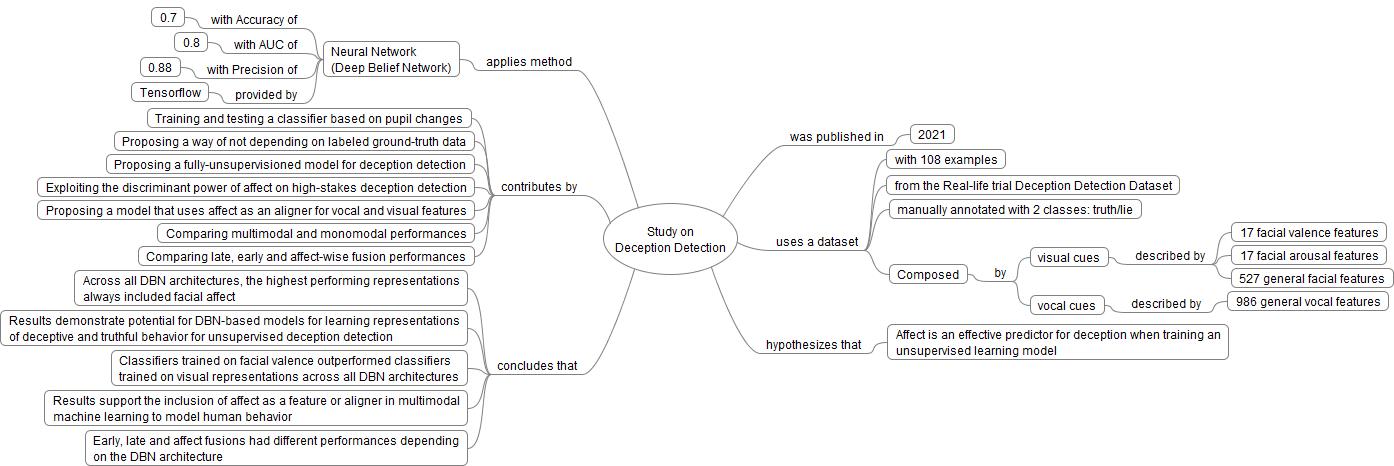 Study on
Deception Detection
applies method
Neural Network
(Deep Belief Network)
with Accuracy of
0.7
with AUC of
0.8
with Precision of
0.88
provided by
Tensorflow
contributes by
Training and testing a classifier based on pupil changes
Proposing a way of not depending on labeled ground-truth data
Proposing a fully-unsupervisioned model for deception detection
Exploiting the discriminant power of affect on high-stakes deception detection
Proposing a model that uses affect as an aligner for vocal and visual features
Comparing multimodal and monomodal performances
Comparing late, early and affect-wise fusion performances
concludes that
Across all DBN architectures, the highest performing representations
always included facial affect
Results demonstrate potential for DBN-based models for learning representations
of deceptive and truthful behavior for unsupervised deception detection
Classifiers trained on facial valence outperformed classifiers
trained on visual representations across all DBN architectures
Results support the inclusion of affect as a feature or aligner in multimodal
machine learning to model human behavior
Early, late and affect fusions had different performances depending
on the DBN architecture
was published in
2021
uses a dataset
with 108 examples
from the Real-life trial Deception Detection Dataset
manually annotated with 2 classes: truth/lie
Composed
by
visual cues
described by
17 facial valence features
17 facial arousal features
527 general facial features
vocal cues
described by
986 general vocal features
hypothesizes that
Affect is an effective predictor for deception when training an
unsupervised learning model